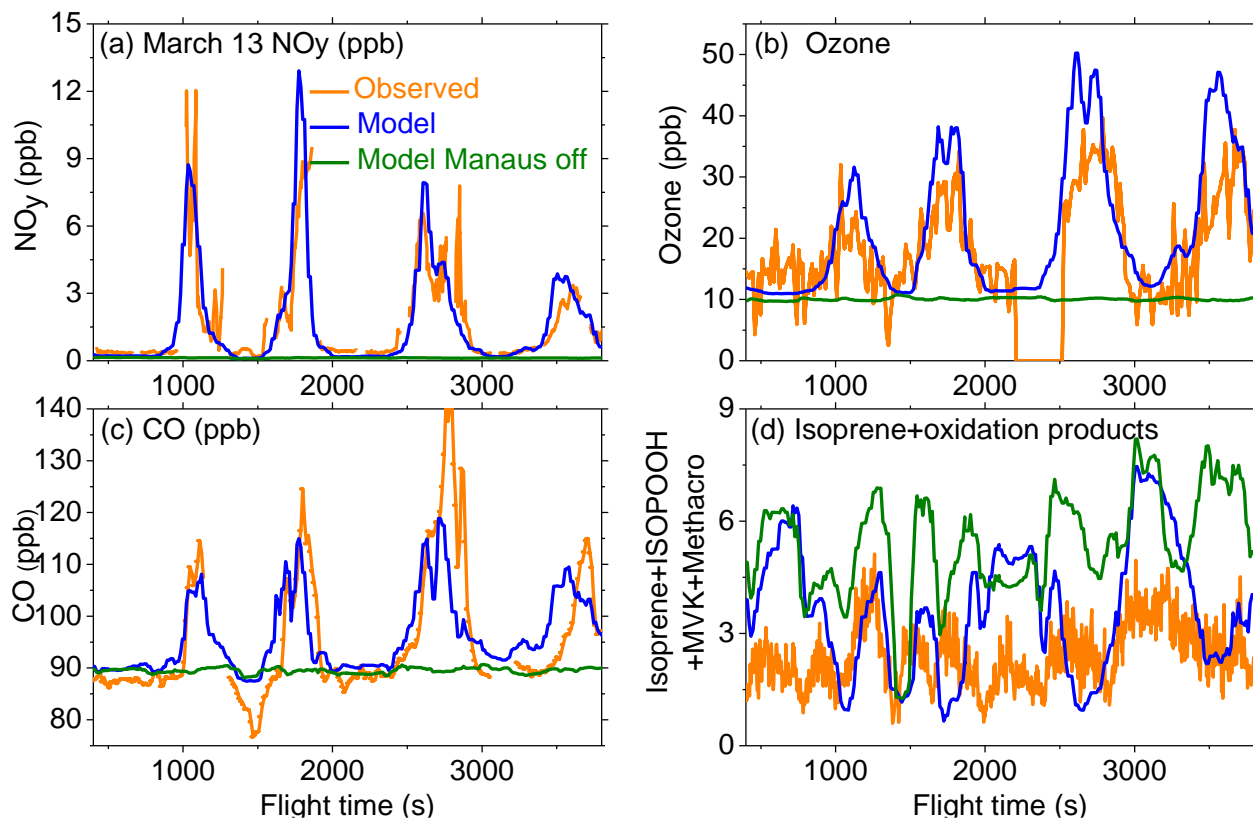 (a) March 13 NOy (ppb)
Observed
Model
Model Manaus off
NOy (ppb)
15
12
9
6
3
0
1000 2000 3000
(b) Ozone
Ozone (ppb)
50
40
30
20
10
0
1000 2000 3000
(c) CO (ppb)
CO (ppb)
140
130
120
110
100
90
80
1000 2000 3000
Flight time (s)
(d) Isoprene+oxidation products
Isoprene+ISOPOOH
+MVK+Methacro
9
6
3
0
1000 2000 3000
Flight time (s)